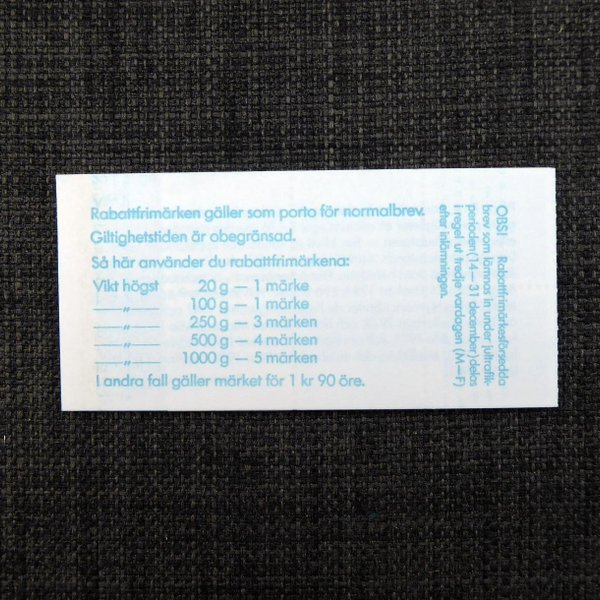 Rabattfrimärken gäller som porto för normalbrev.
Giltighetstiden är obegränsad.
Så här använder du rabattfrimärkena:
Vikt högst 20 g — 1 märke
—〃— 100 g — 1 märke
—〃— 250 g — 3 märken
—〃— 500 g — 4 märken
—〃— 1000 g — 5 märken
I andra fall gäller märket för 1 kr 90 öre.
OBS! Rabattfrimärkesförsedda
brev som lämnas in under jultrafik-
perioden (14—31 december) delas
i regel ut tredje vardagen (M—F)
efter inlämningen.